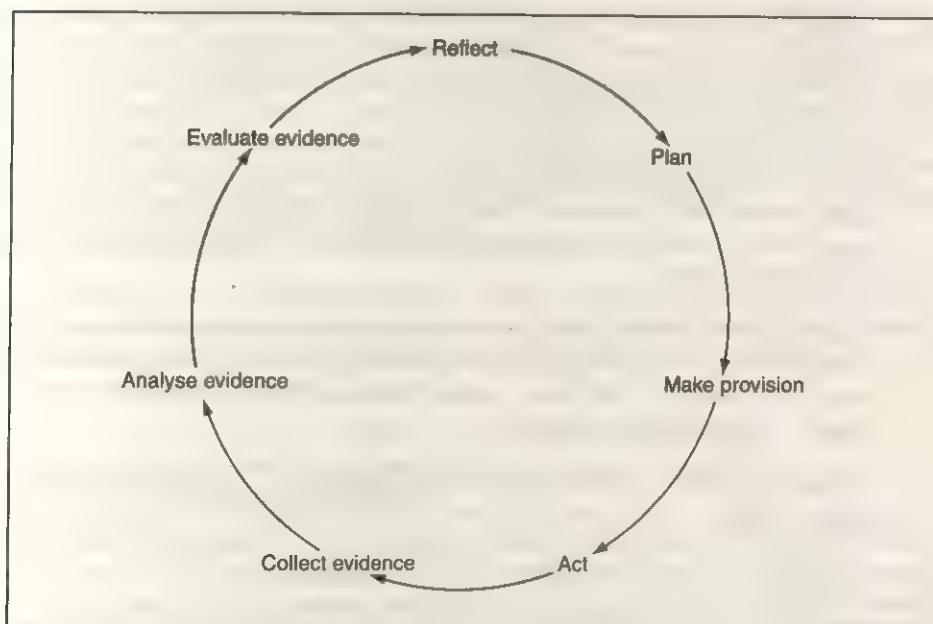 Reflect
Plan
Make provision
Act
Collect evidence
Analyse evidence
Evaluate evidence